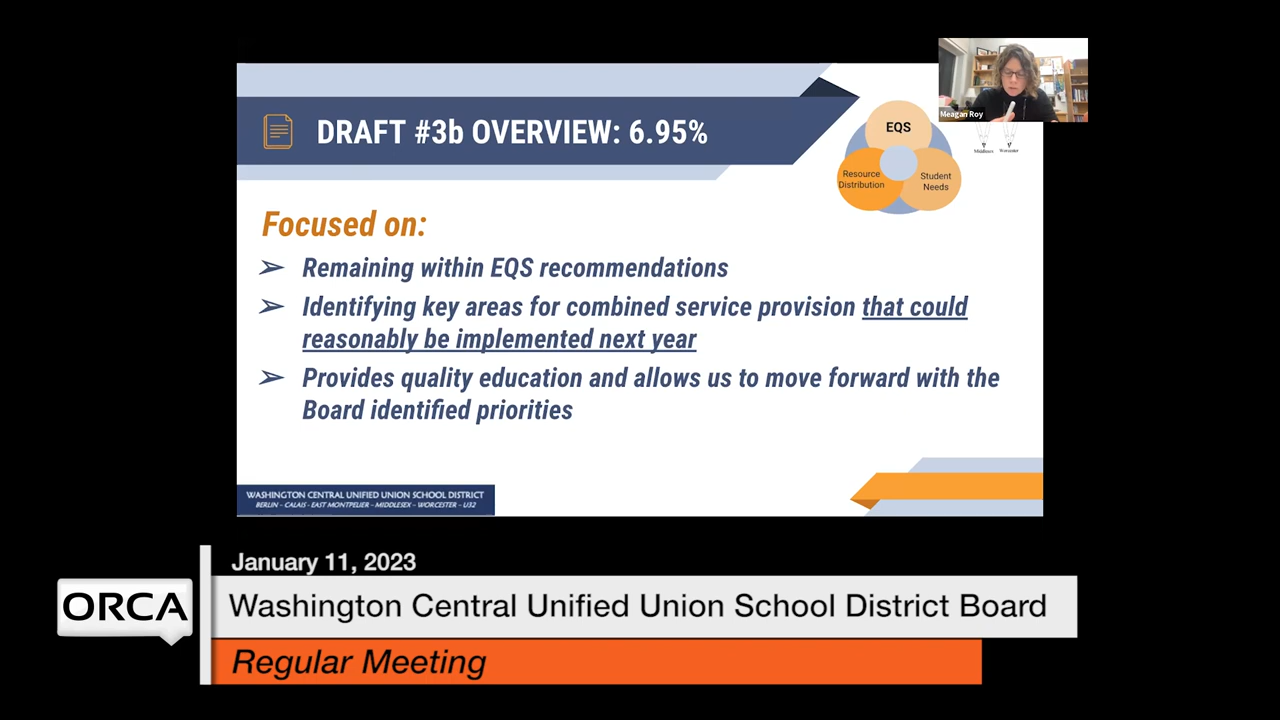 Meagan Roy
DRAFT #3b OVERVIEW: 6.95%
EQS
Resource
Distribution
Student
Needs
Middlesex Worcester
Focused on:
➢ Remaining within EQS recommendations
➢ Identifying key areas for combined service provision that could
reasonably be implemented next year
➢ Provides quality education and allows us to move forward with the
Board identified priorities
WASHINGTON CENTRAL UNIFIED UNION SCHOOL DISTRICT
BERLIN – CALAIS – EAST MONTPELIER – MIDDLESEX – WORCESTER – U32
January 11, 2023
ORCA
Washington Central Unified Union School District Board
Regular Meeting